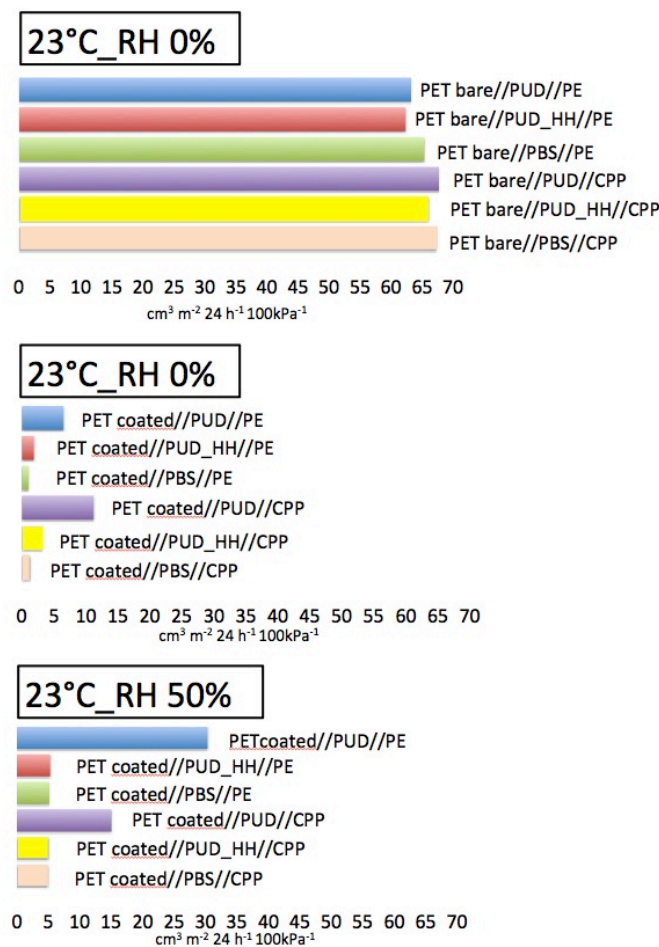 23°C_RH 0%
PET bare//PUD//PE
PET bare//PUD_HH//PE
PET bare//PBS//PE
PET bare//PUD//CPP
PET bare//PUD_HH//CPP
PET bare//PBS//CPP
0 5 10 15 20 25 30 35 40 45 50 55 60 65 70
cm³ m⁻² 24 h⁻¹ 100kPa⁻¹
23°C_RH 0%
PET coated//PUD//PE
PET coated//PUD_HH//PE
PET coated//PBS//PE
PET coated//PUD//CPP
PET coated//PUD_HH//CPP
PET coated//PBS//CPP
0 5 10 15 20 25 30 35 40 45 50 55 60 65 70
cm³ m⁻² 24 h⁻¹ 100kPa⁻¹
23°C_RH 50%
PETcoated//PUD//PE
PET coated//PUD_HH//PE
PET coated//PBS//PE
PET coated//PUD//CPP
PET coated//PUD_HH//CPP
PET coated//PBS//CPP
0 5 10 15 20 25 30 35 40 45 50 55 60 65 70
cm³ m⁻² 24 h⁻¹ 100kPa⁻¹